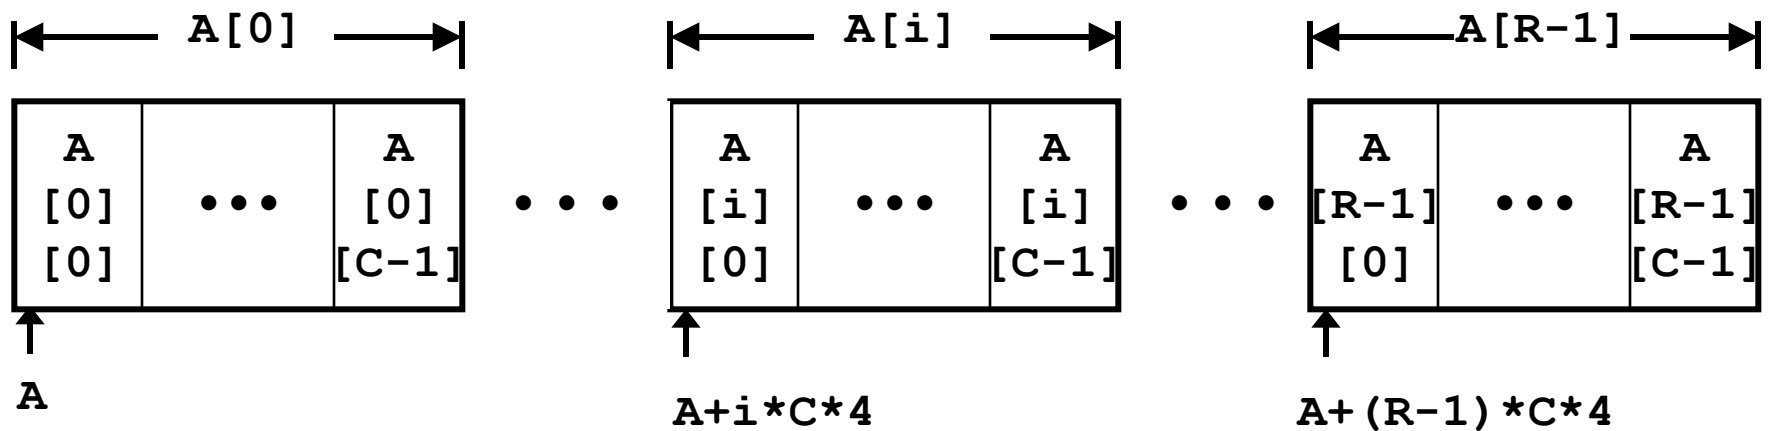 A[0] A[i] A[R-1]
A ••• A • • • A ••• A • • • A ••• A
[0] [0] [i] [i] [R-1] [R-1]
[0] [C-1] [0] [C-1] [0] [C-1]
A A+i*C*4 A+(R-1)*C*4